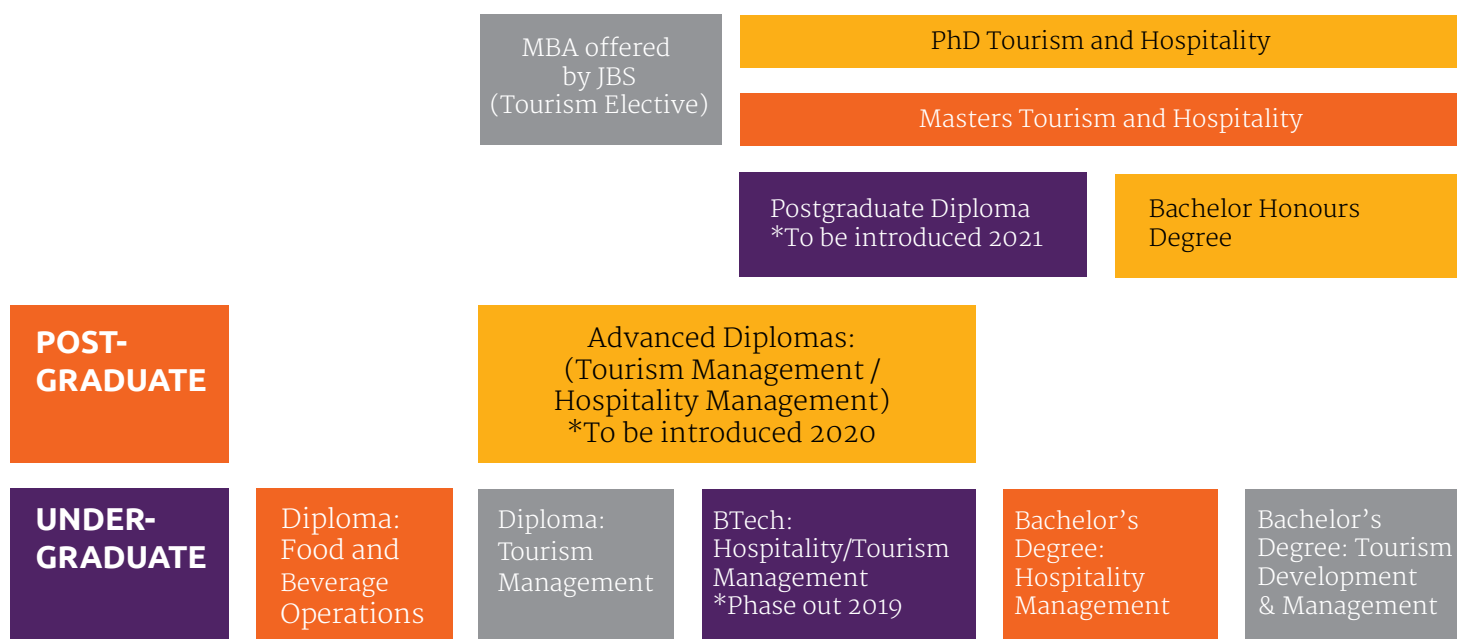 MBA offered
by JBS
(Tourism Elective)
PhD Tourism and Hospitality
Masters Tourism and Hospitality
Postgraduate Diploma
*To be introduced 2021
Bachelor Honours
Degree
POST-
GRADUATE
Advanced Diplomas:
(Tourism Management /
Hospitality Management)
*To be introduced 2020
UNDER-
GRADUATE
Diploma:
Food and
Beverage
Operations
Diploma:
Tourism
Management
BTech:
Hospitality/Tourism
Management
*Phase out 2019
Bachelor’s
Degree:
Hospitality
Management
Bachelor’s
Degree: Tourism
Development
& Management